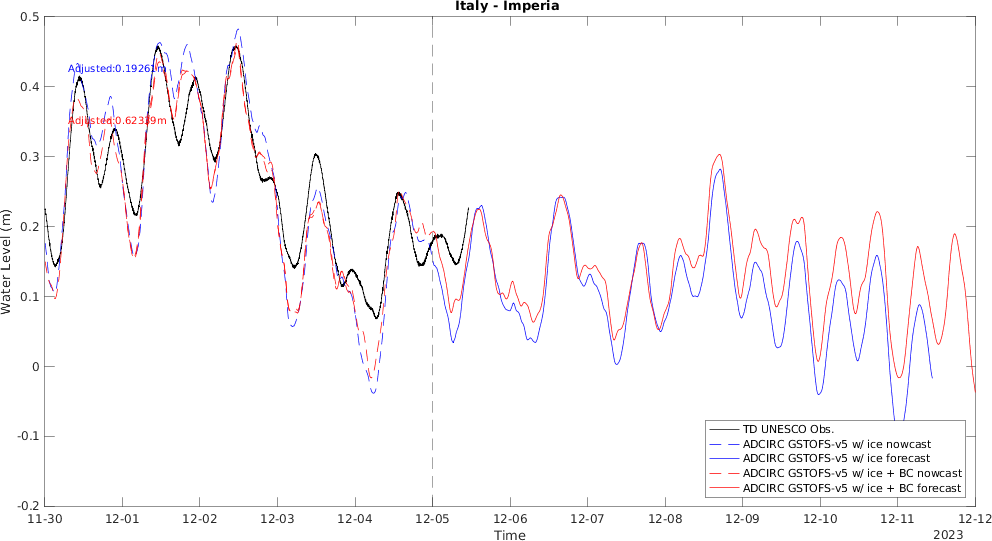 Italy - Imperia
0.5
0.4
0.3
0.2
0.1
0
-0.1
-0.2
Water Level (m)
Adjusted:0.19261m
Adjusted:0.62339m
TD UNESCO Obs.
ADCIRC GSTOFS-v5 w/ ice nowcast
ADCIRC GSTOFS-v5 w/ ice forecast
ADCIRC GSTOFS-v5 w/ ice + BC nowcast
ADCIRC GSTOFS-v5 w/ ice + BC forecast
11-30 12-01 12-02 12-03 12-04 12-05 12-06 12-07 12-08 12-09 12-10 12-11 12-12
Time
2023